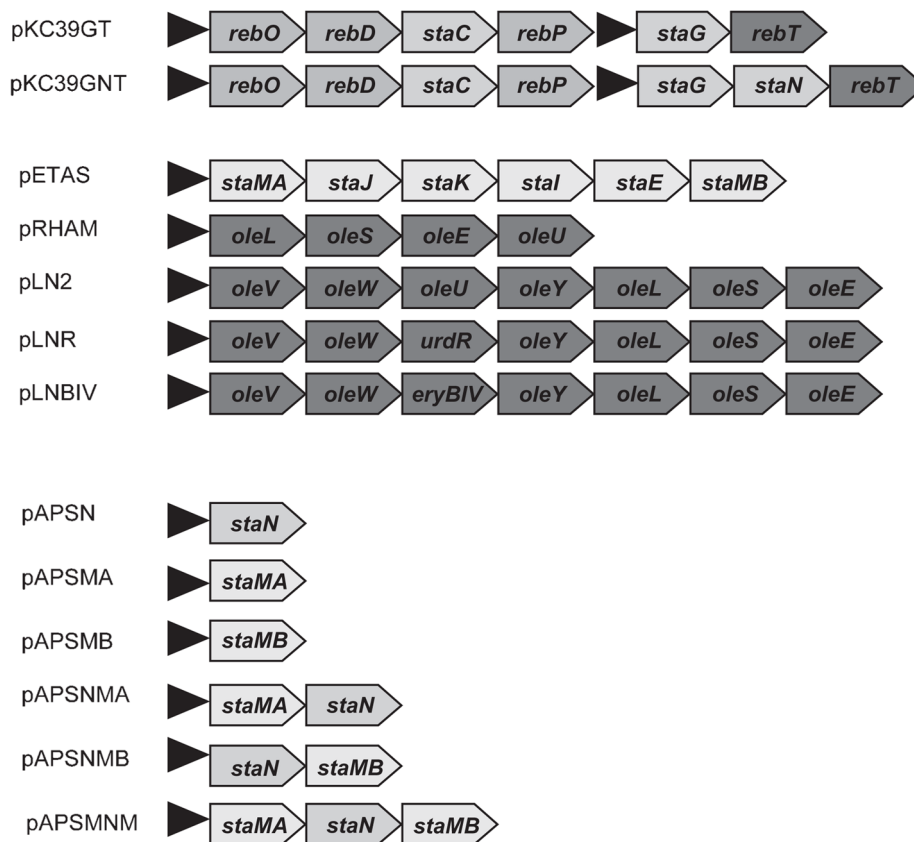 pKC39GT rebO rebD staC rebP staG rebT
pKC39GNT rebO rebD staC rebP staG staN rebT
pETAS staMA staJ staK staI staE staMB
pRHAM oleL oleS oleE oleU
pLN2 oleV oleW oleU oleY oleL oleS oleE
pLNR oleV oleW urdR oleY oleL oleS oleE
pLNBIV oleV oleW eryBIV oleY oleL oleS oleE
pAPSN staN
pAPSMA staMA
pAPSMB staMB
pAPSNMA staMA staN
pAPSNMB staN staMB
pAPSMNM staMA staN staMB